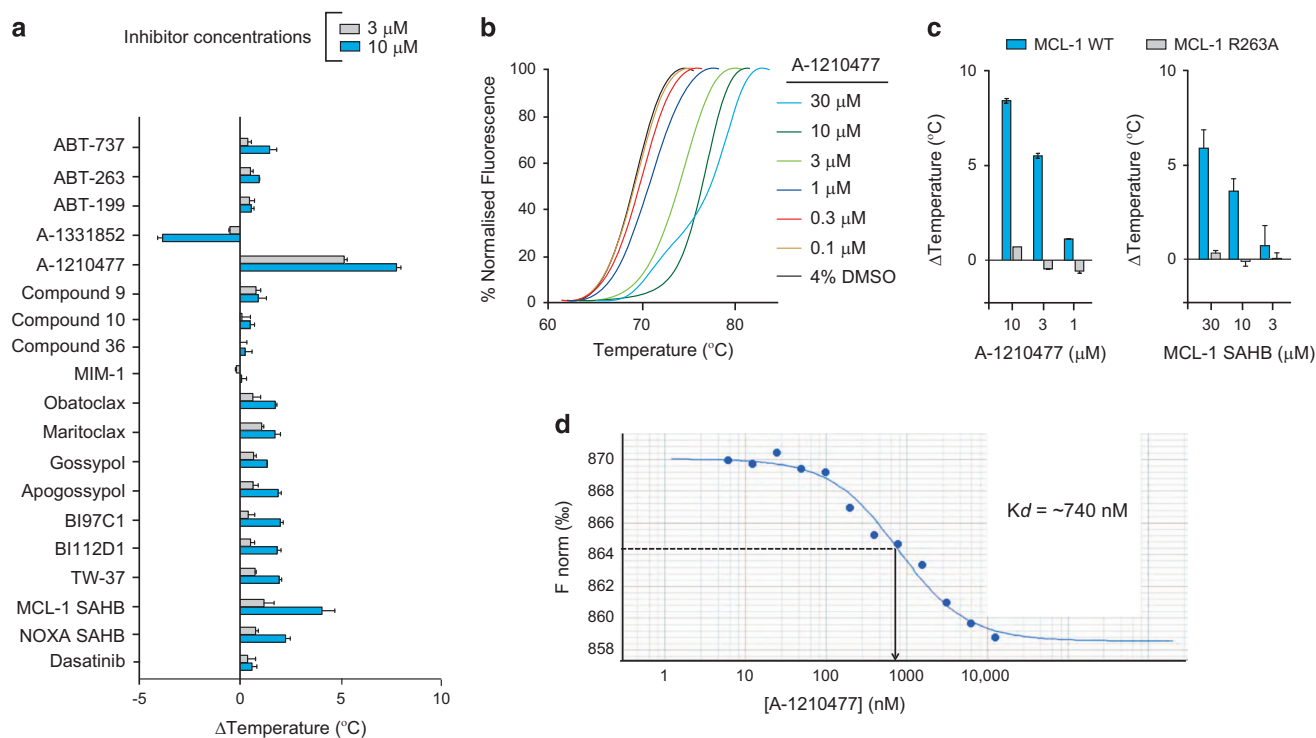 a
Inhibitor concentrations
3 μM
10 μM
ABT-737
ABT-263
ABT-199
A-1331852
A-1210477
Compound 9
Compound 10
Compound 36
MIM-1
Obatoclax
Maritoclax
Gossypol
Apogossypol
BI97C1
BI112D1
TW-37
MCL-1 SAHB
NOXA SAHB
Dasatinib
-5 0 5 10
ΔTemperature (°C)
b
% Normalised Fluorescence
100
80
60
40
20
0
60 70 80
Temperature (°C)
A-1210477
30 μM
10 μM
3 μM
1 μM
0.3 μM
0.1 μM
4% DMSO
c
MCL-1 WT MCL-1 R263A
ΔTemperature (°C)
10
5
0
10 3 1
A-1210477 (μM)
ΔTemperature (°C)
10
5
0
30 10 3
MCL-1 SAHB (μM)
d
F norm (‰)
870
868
866
864
862
860
858
Kd = ~740 nM
1 10 100 1000 10,000
[A-1210477] (nM)